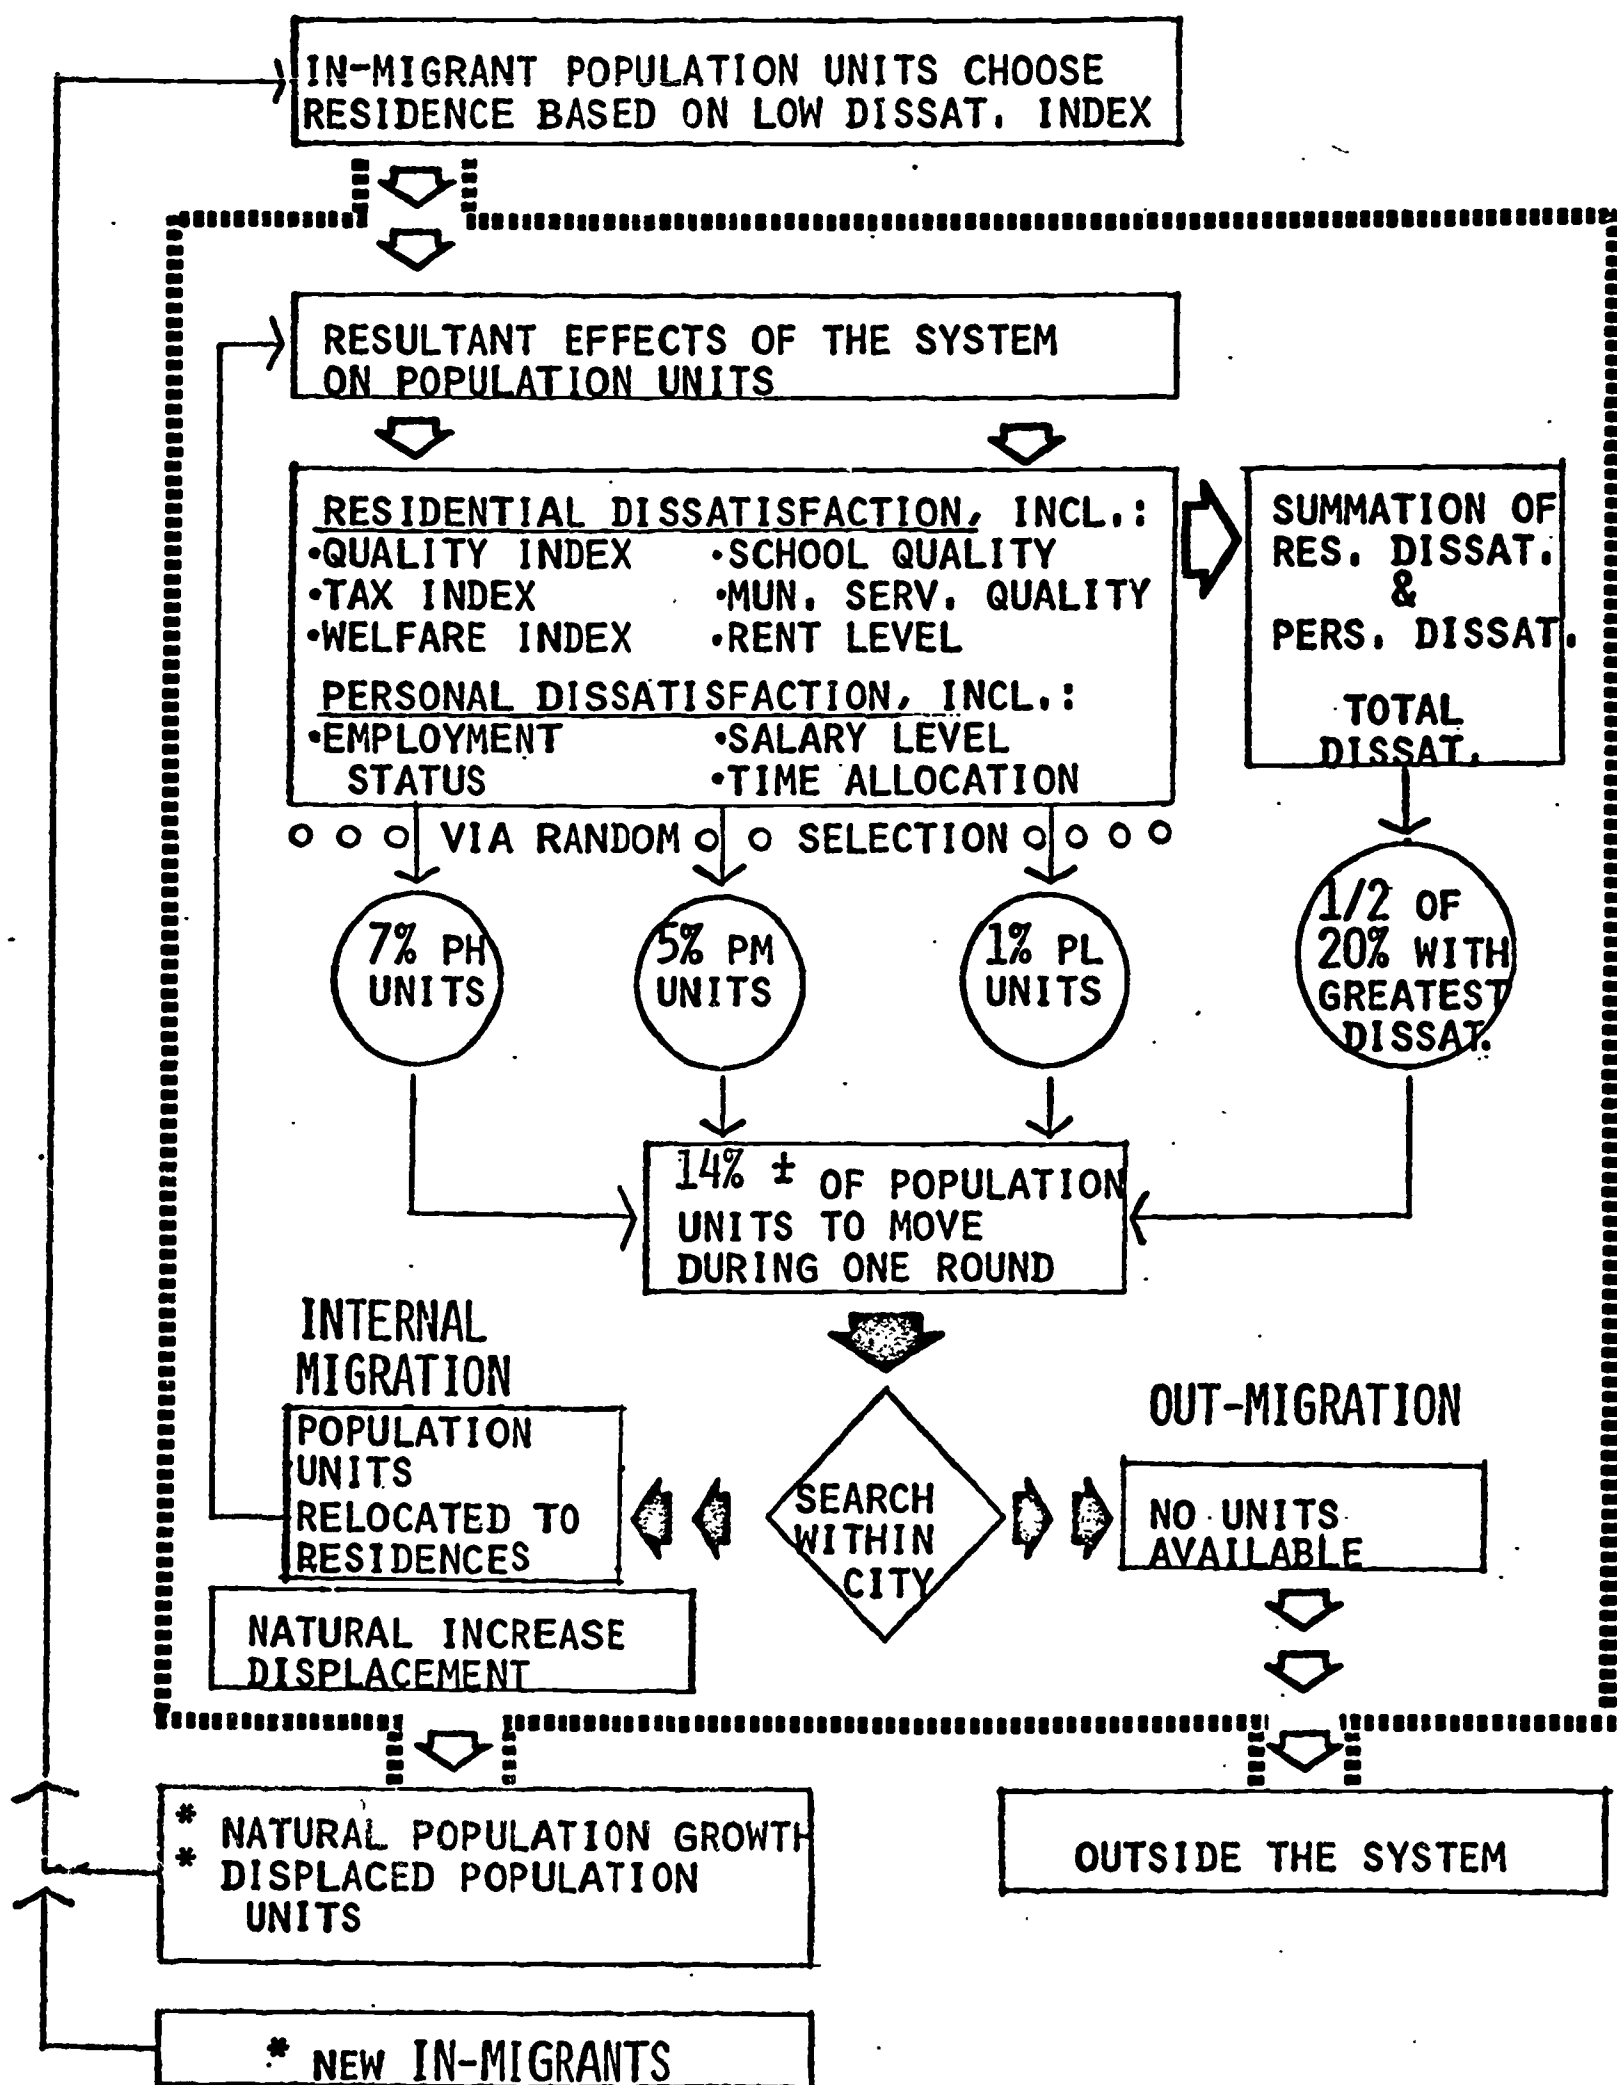 IN-MIGRANT POPULATION UNITS CHOOSE
RESIDENCE BASED ON LOW DISSAT. INDEX
RESULTANT EFFECTS OF THE SYSTEM
ON POPULATION UNITS
RESIDENTIAL DISSATISFACTION, INCL.:
•QUALITY INDEX •SCHOOL QUALITY
•TAX INDEX •MUN. SERV. QUALITY
•WELFARE INDEX •RENT LEVEL
PERSONAL DISSATISFACTION, INCL.:
•EMPLOYMENT •SALARY LEVEL
STATUS •TIME ALLOCATION
SUMMATION OF
RES. DISSAT.
&
PERS. DISSAT.
TOTAL
DISSAT.
VIA RANDOM SELECTION
7% PH
UNITS
5% PM
UNITS
1% PL
UNITS
1/2 OF
20% WITH
GREATEST
DISSAT.
14% ± OF POPULATION
UNITS TO MOVE
DURING ONE ROUND
INTERNAL
MIGRATION
POPULATION
UNITS
RELOCATED TO
RESIDENCES
SEARCH
WITHIN
CITY
OUT-MIGRATION
NO UNITS
AVAILABLE
NATURAL INCREASE
DISPLACEMENT
* NATURAL POPULATION GROWTH
* DISPLACED POPULATION
UNITS
OUTSIDE THE SYSTEM
* NEW IN-MIGRANTS